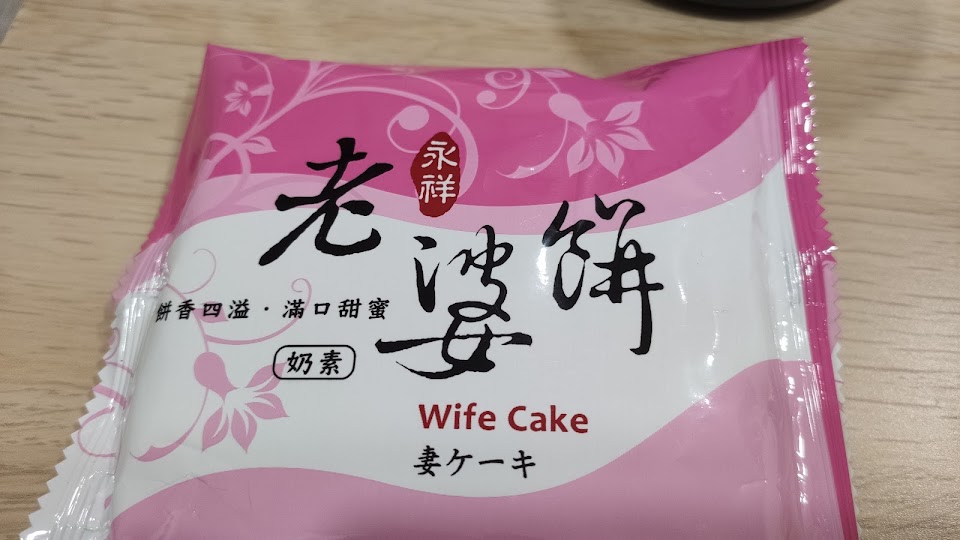 永祥
老婆餅
餅香四溢・滿口甜蜜
奶素
Wife Cake
妻ケーキ